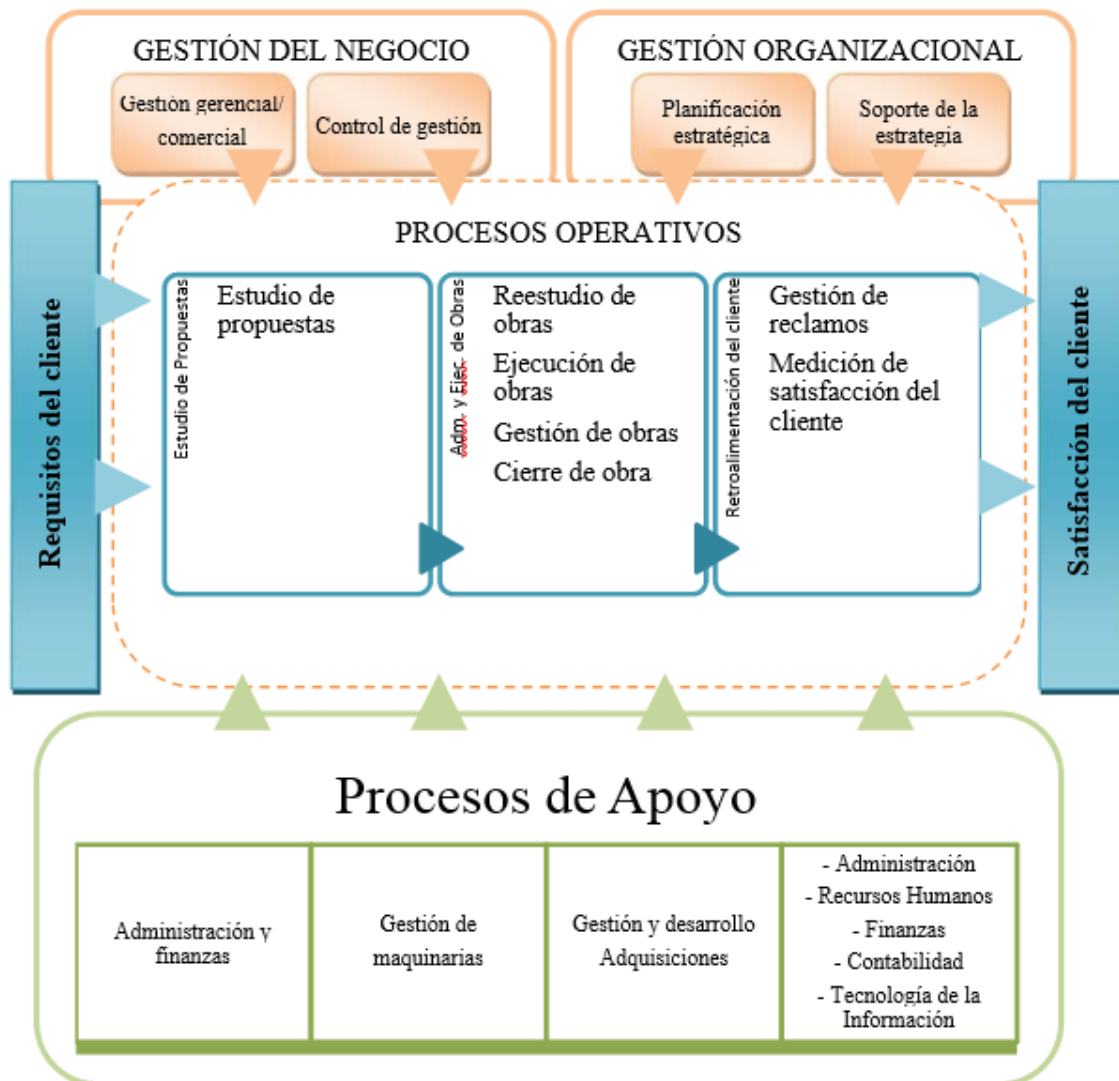 GESTIÓN DEL NEGOCIO
Gestión gerencial/
comercial
Control de gestión
GESTIÓN ORGANIZACIONAL
Planificación
estratégica
Soporte de la
estrategia
Requisitos del cliente
PROCESOS OPERATIVOS
Estudio de Propuestas
Estudio de
propuestas
Adm. y Ejec. de Obras
Reestudio de
obras
Ejecución de
obras
Gestión de obras
Cierre de obra
Retroalimentación del cliente
Gestión de
reclamos
Medición de
satisfacción del
cliente
Satisfacción del cliente
Procesos de Apoyo
Administración y
finanzas
Gestión de
maquinarias
Gestión y desarrollo
Adquisiciones
- Administración
- Recursos Humanos
- Finanzas
- Contabilidad
- Tecnología de la
Información